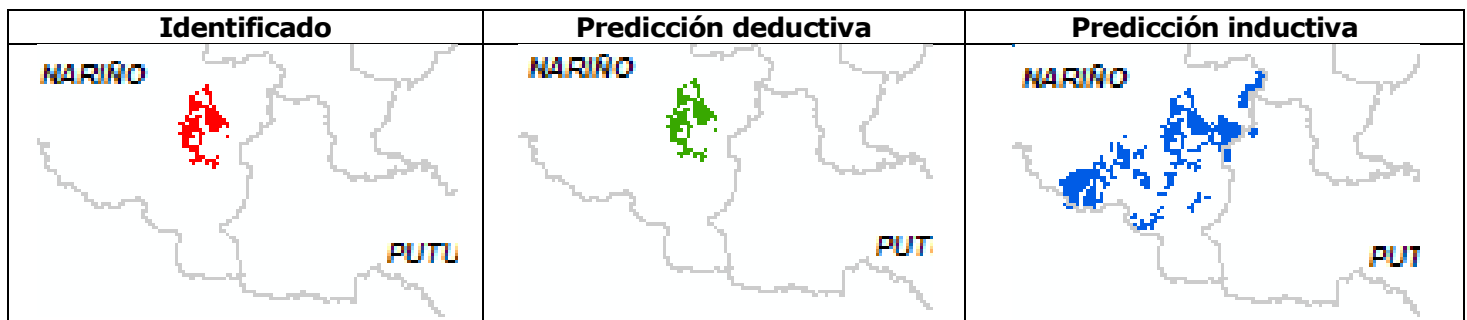 Identificado
Predicción deductiva
Predicción inductiva
NARIÑO
PUTU
NARIÑO
PUT
NARIÑO
PUT